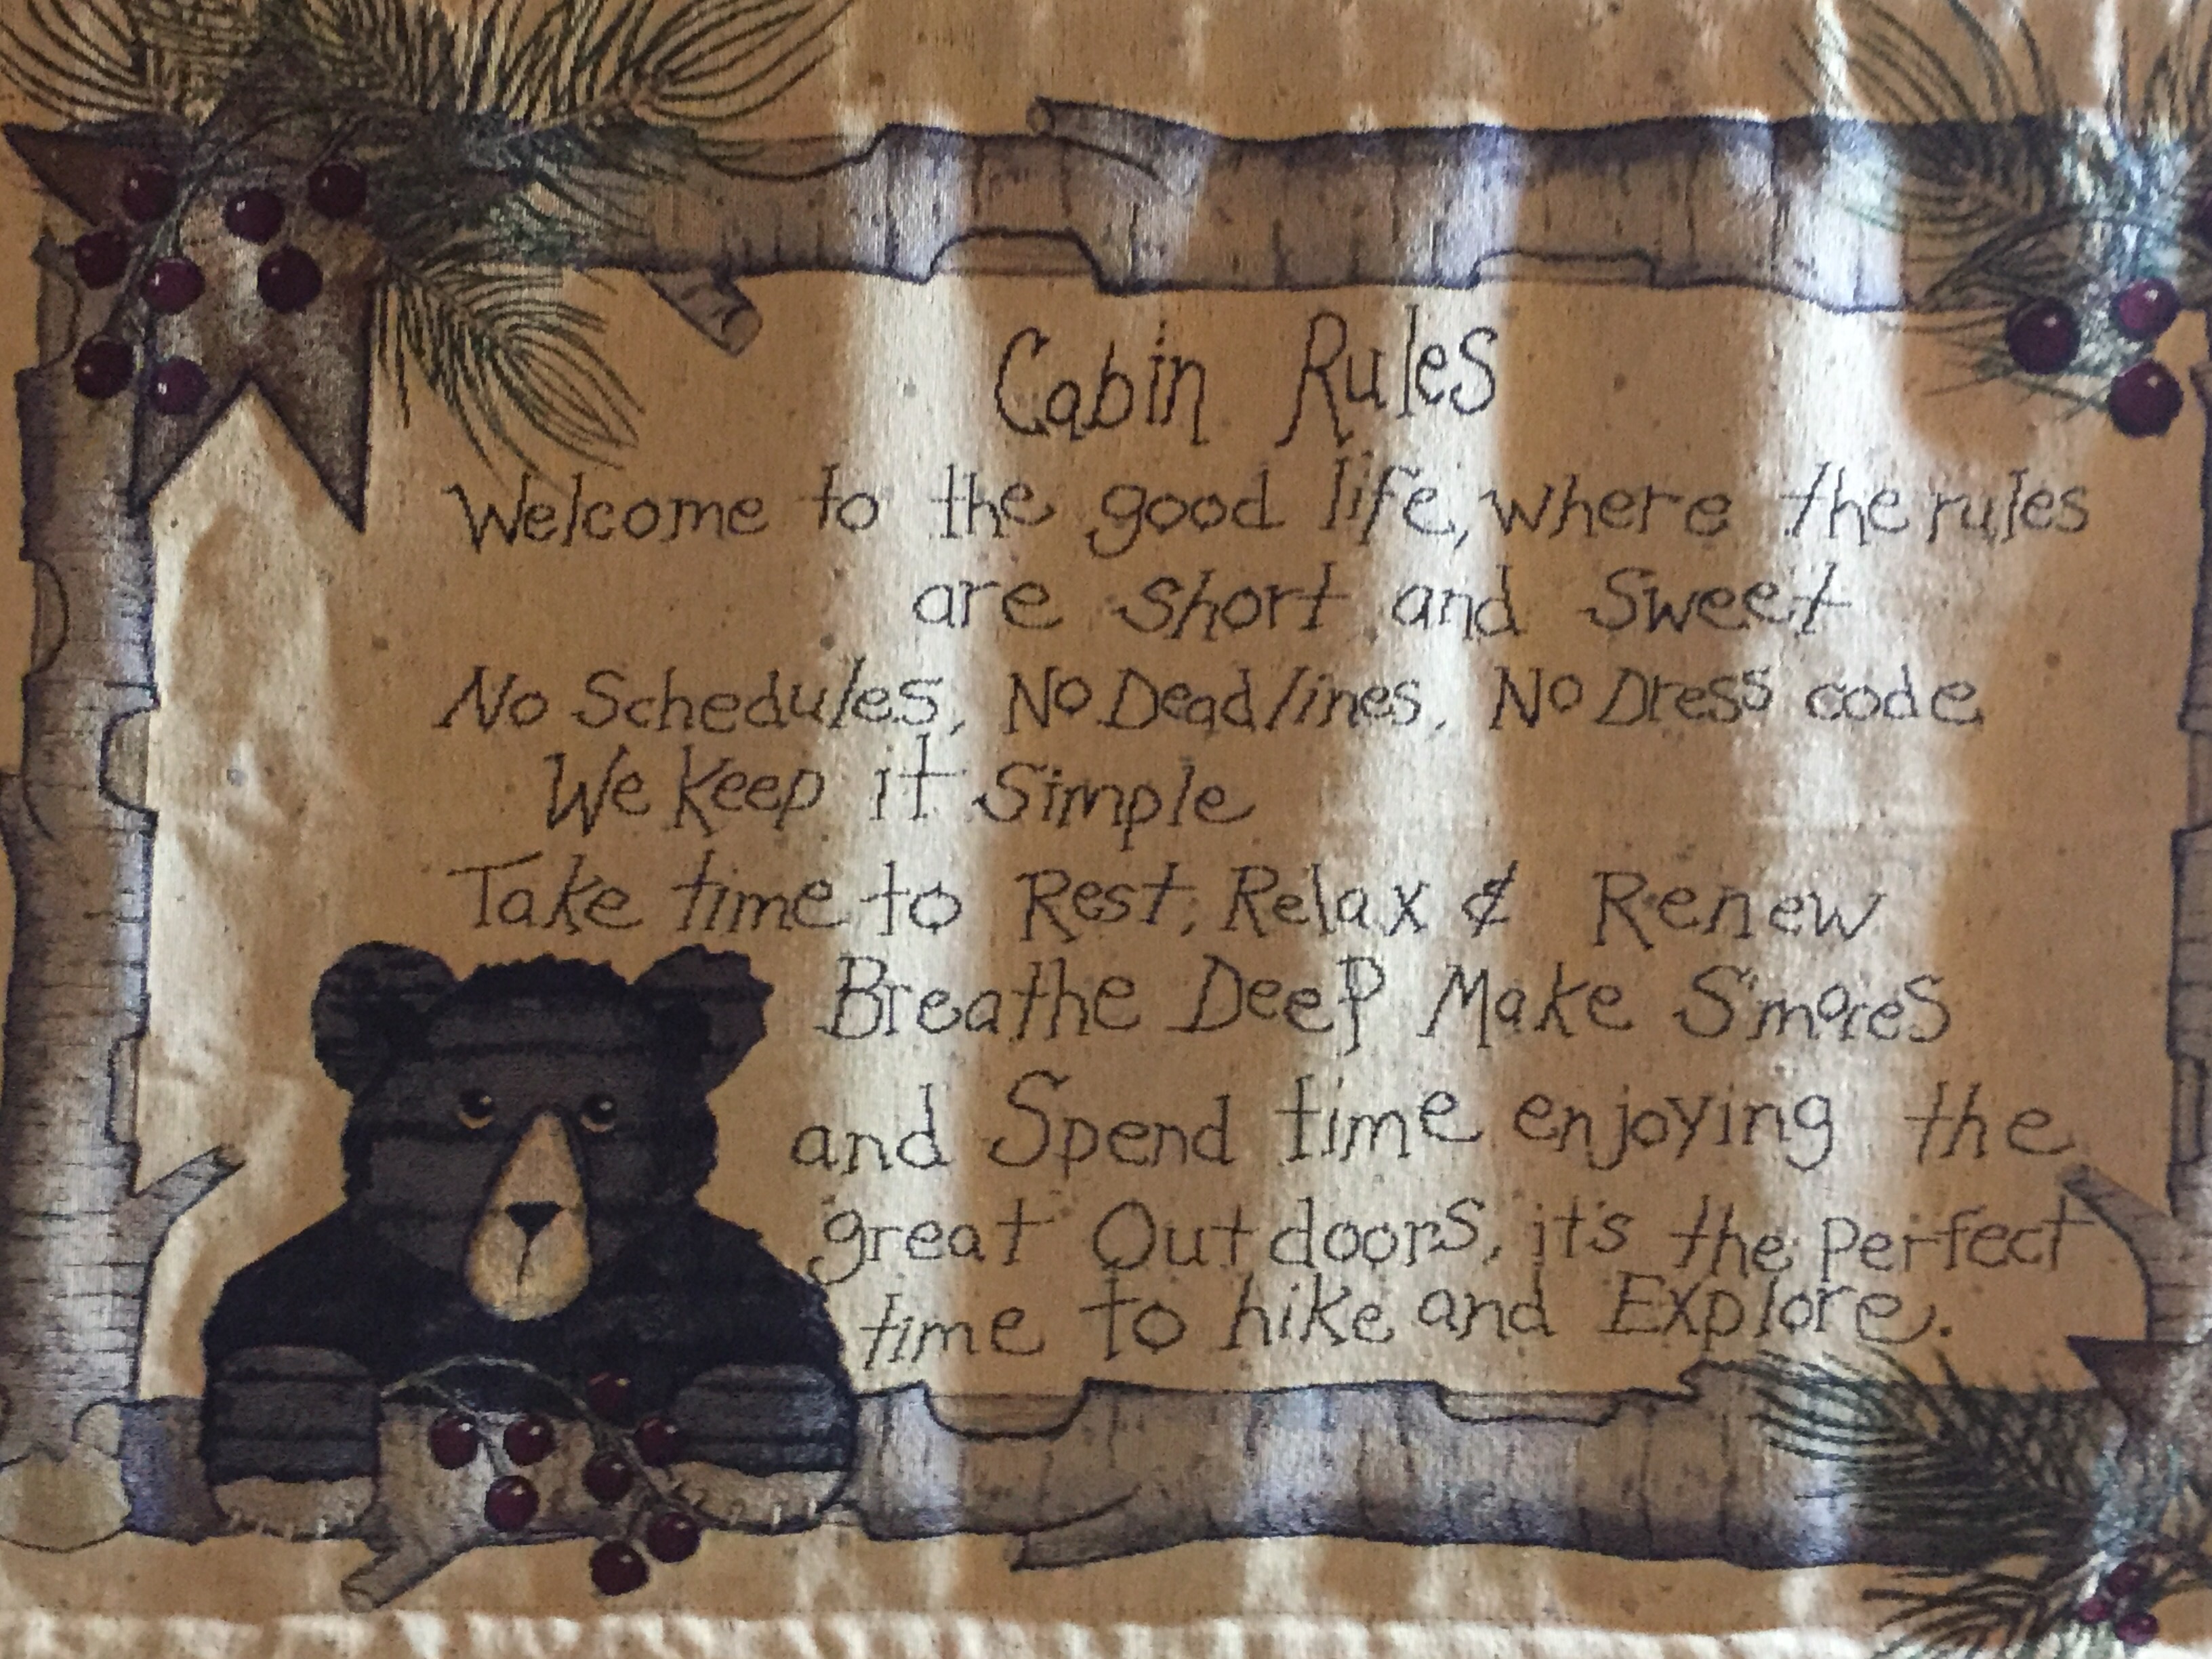 Cabin Rules
Welcome to the good life, where the rules
are short and Sweet
No Schedules, No Deadlines, No Dress code
We Keep it Simple
Take time to Rest, Relax & Renew
Breathe Deep Make S'mores
and Spend time enjoying the
great Outdoors, it's the Perfect
time to hike and Explore.